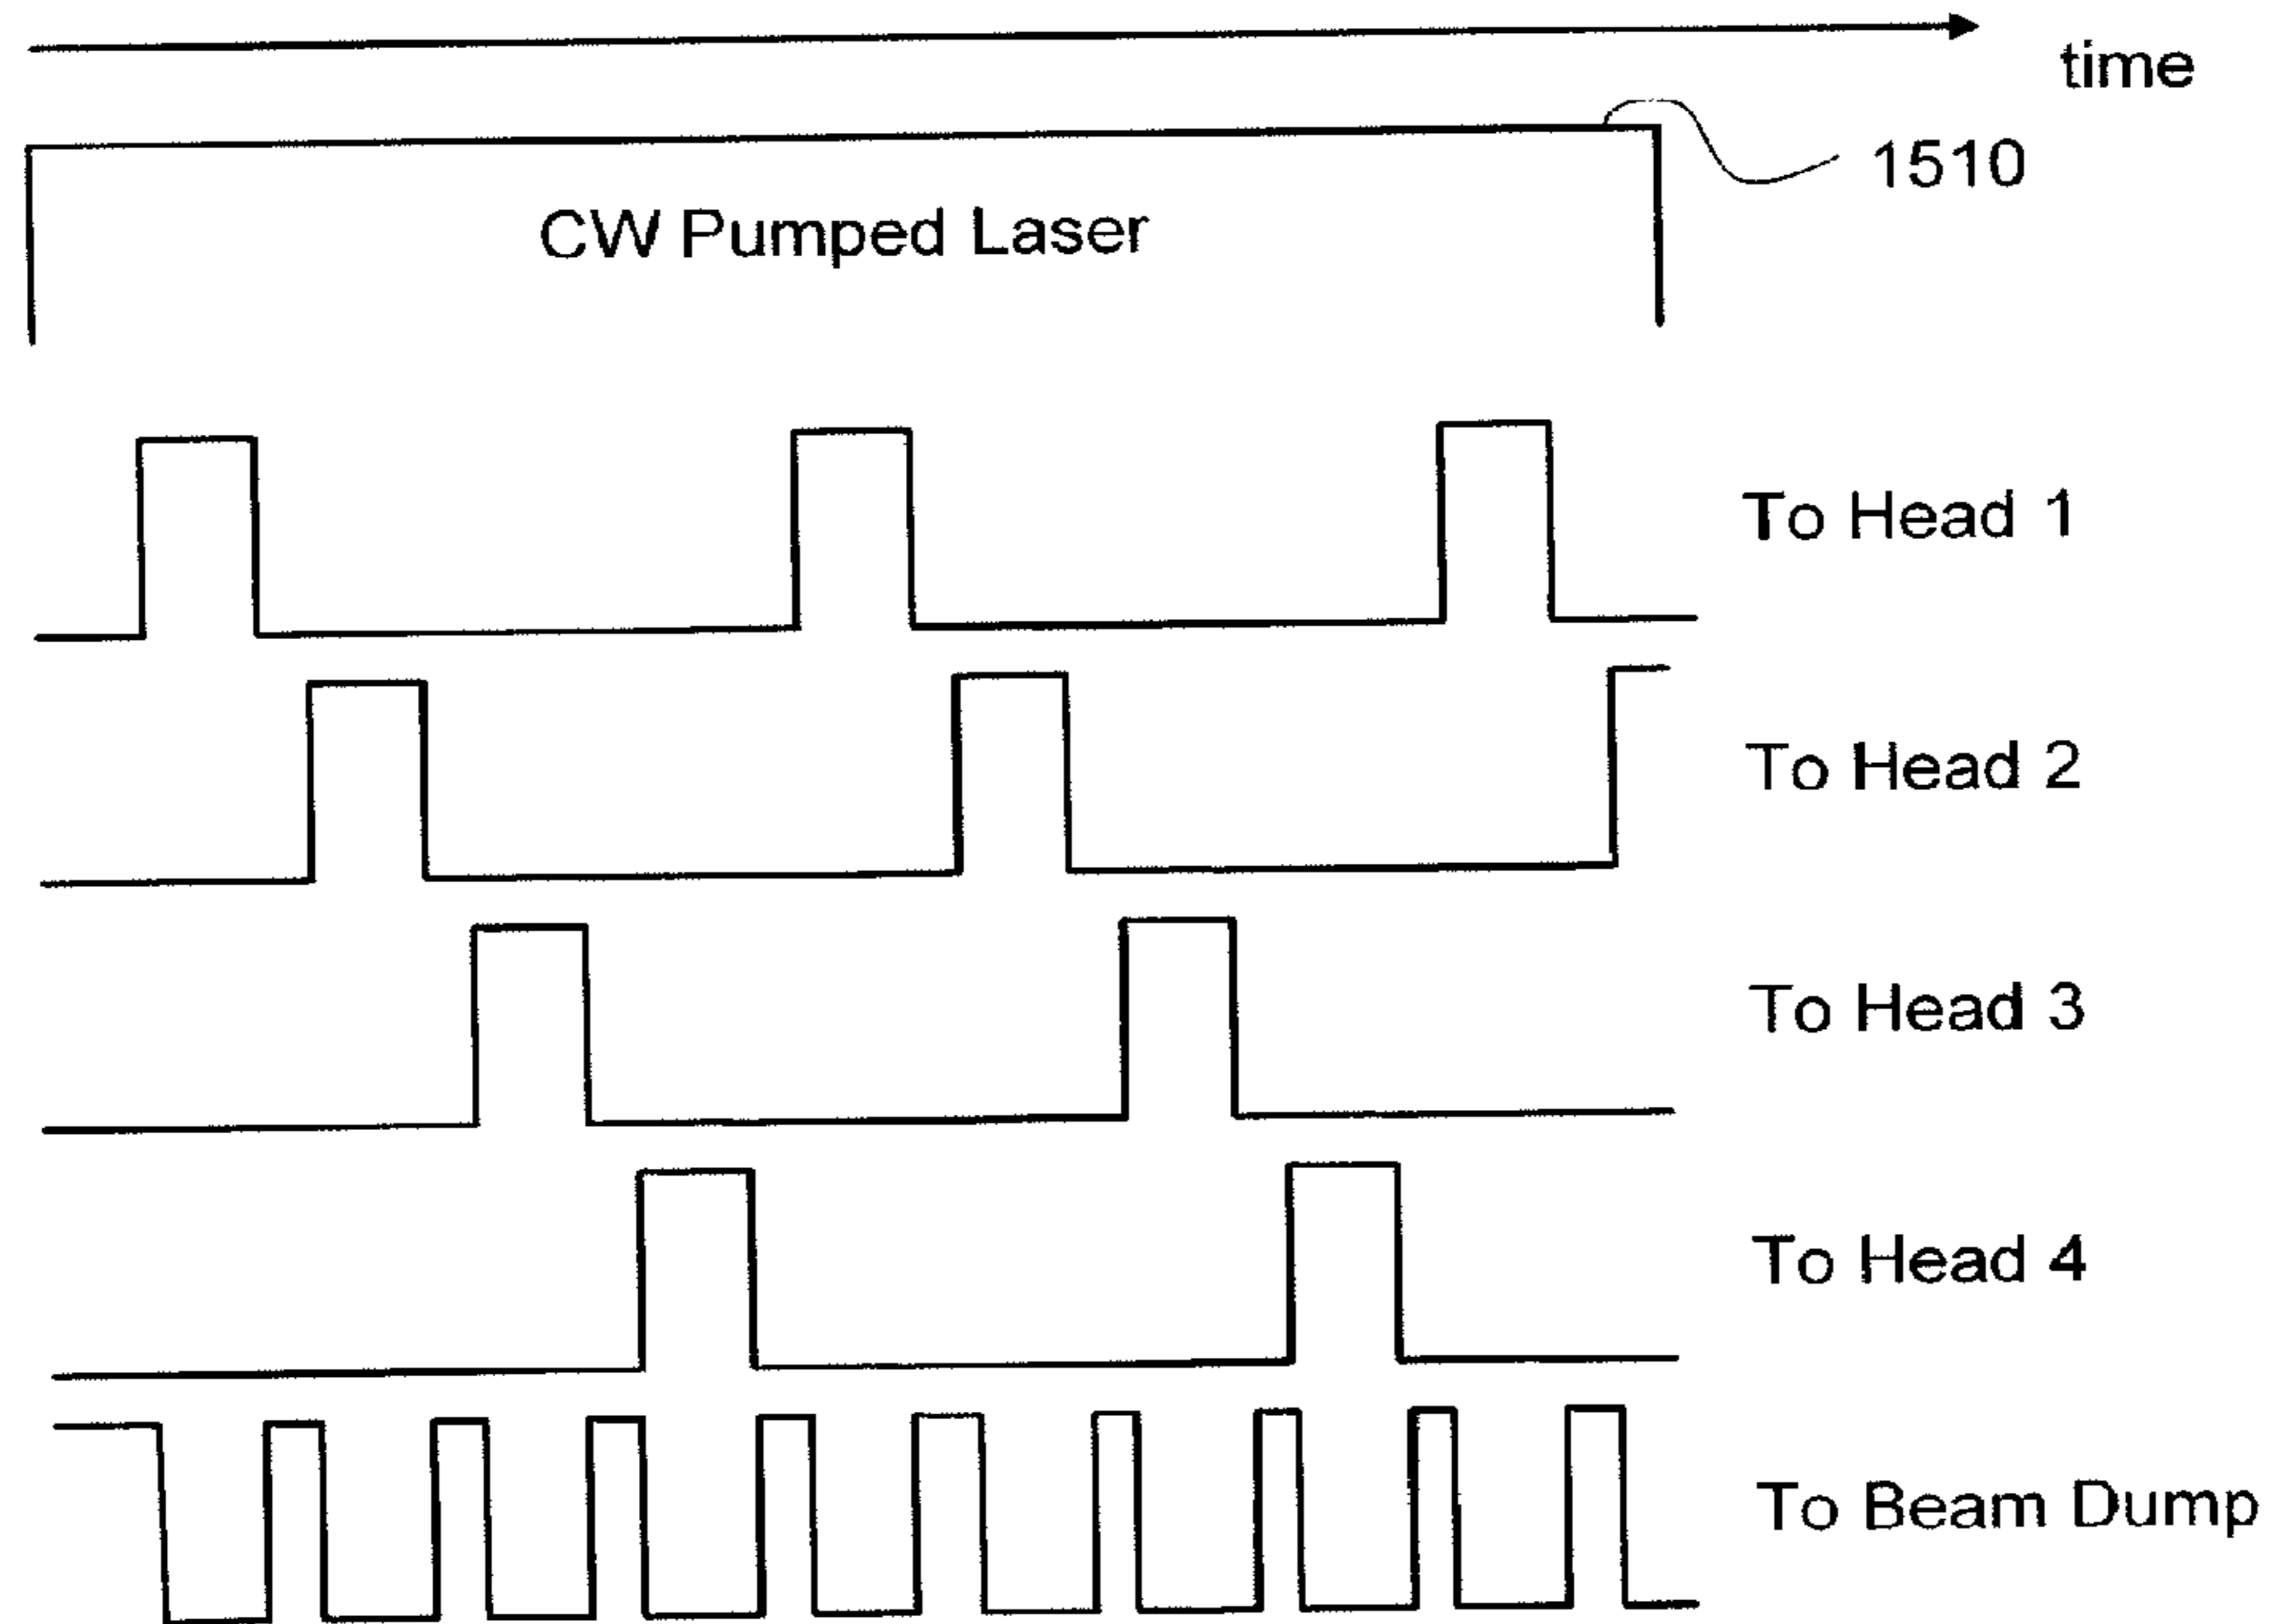 time
1510
CW Pumped Laser
To Head 1
To Head 2
To Head 3
To Head 4
To Beam Dump